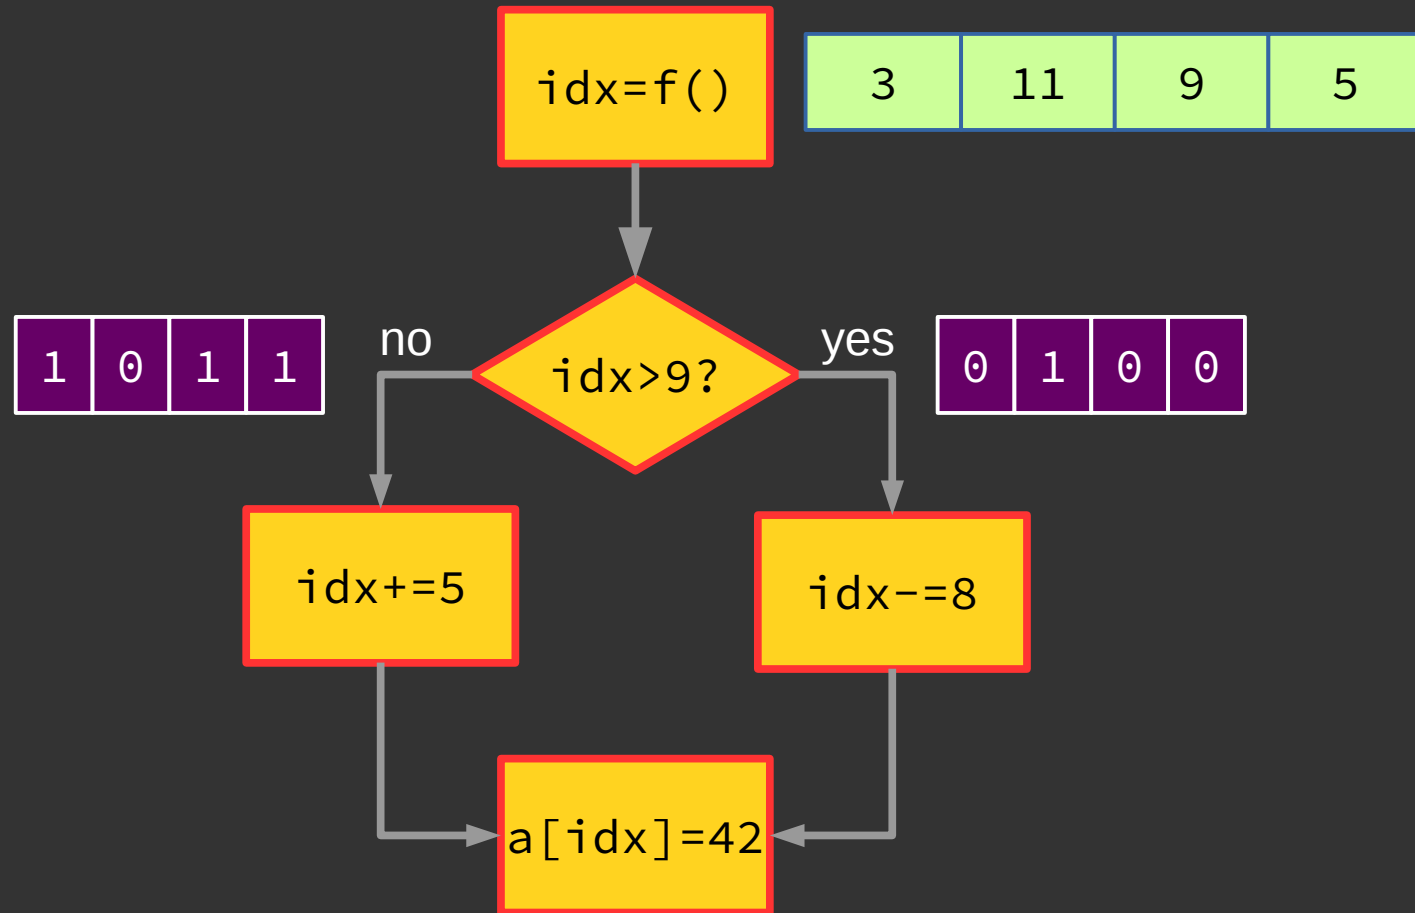 idx=f()
3 11 9 5
no
yes
1 0 1 1
idx>9?
0 1 0 0
idx+=5
idx-=8
a[idx]=42